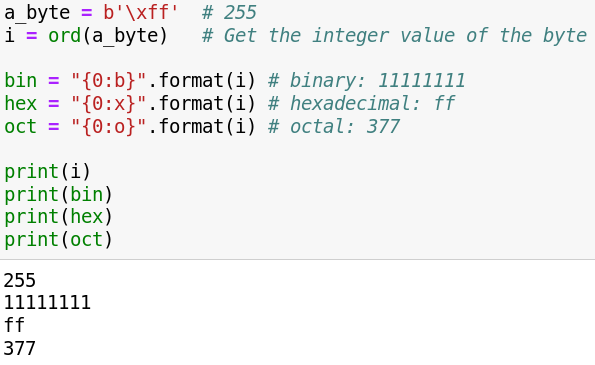 a_byte = b'\xff'  # 255
i = ord(a_byte)   # Get the integer value of the byte
bin = "{0:b}".format(i) # binary: 11111111
hex = "{0:x}".format(i) # hexadecimal: ff
oct = "{0:o}".format(i) # octal: 377
print(i)
print(bin)
print(hex)
print(oct)
255
11111111
ff
377